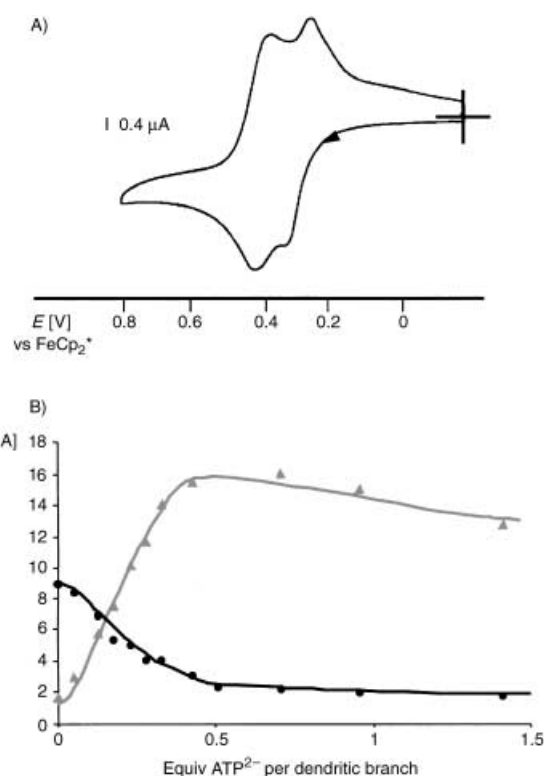 A)
I 0.4 μA
E [V] 0.8 0.6 0.4 0.2 0
vs FeCp2*
B)
A] 18
16
14
12
10
8
6
4
2
0
0 0.5 1 1.5
Equiv ATP2− per dendritic branch